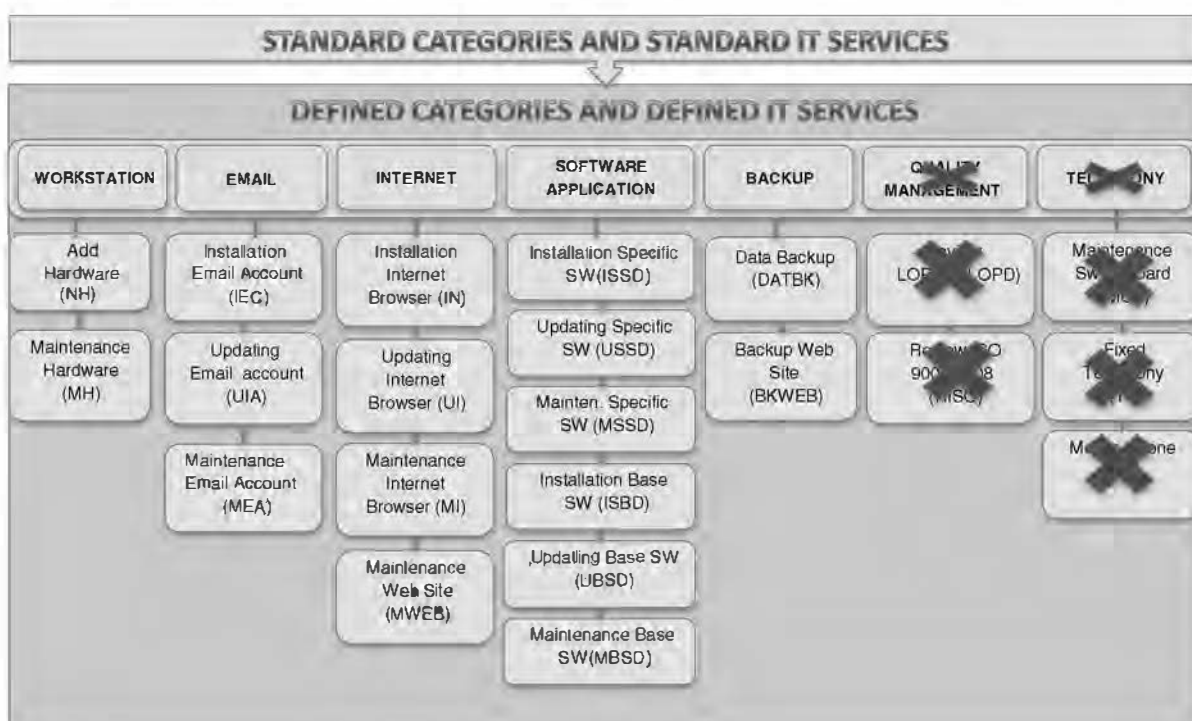 STANDARD CATEGORIES AND STANDARD IT SERVICES
DEFINED CATEGORIES AND DEFINED IT SERVICES
WORKSTATION
EMAIL
INTERNET
SOFTWARE
APPLICATION
BACKUP
MANAGEMENT
Add
Hardware
(NH)
Maintenance
Hardware
(MH)
Installation
Email Account
(IEC)
Updating
Email account
(UIA)
Maintenance
Email Account
(MEA)
Installation
Internet
Browser (IN)
Updating
Internet
Browser (UI)
Maintenance
Internet
Browser (MI)
Maintenance
Web Site
(MWEB)
Installation Specific
SW(ISSD)
Updating Specific
SW (USSD)
Mainten. Specific
SW (MSSD)
Installation Base
SW (ISBD)
Updating Base SW
(UBSD)
Maintenance Base
SW(MBSD)
Data Backup
(DATBK)
Backup Web
Site
(BKWEB)
Maintenance
Fixed